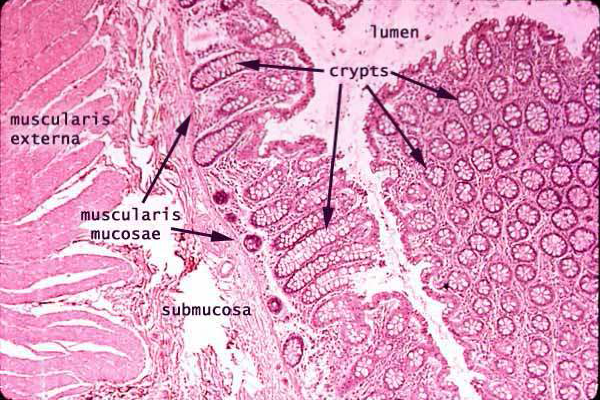 lumen
crypts
muscularis
externa
muscularis
mucosae
submucosa